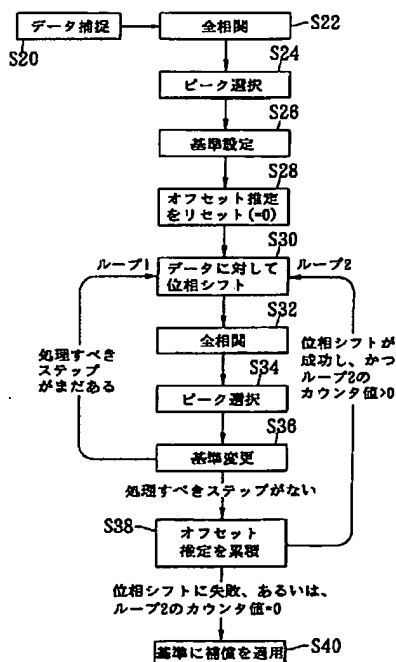 データ捕捉
S20
全相関
S22
S24
ピーク選択
S26
基準設定
S28
オフセット推定
をリセット(=0)
S30
ループ1
データに対して
位相シフト
ループ2
S32
全相関
処理すべき
ステップ
がまだある
S34
ピーク選択
位相シフトが
成功し、かつ
ループ2の
カウンタ値>0
S36
基準変更
処理すべきステップがない
S38
オフセット
推定を累積
位相シフトに失敗、あるいは、
ループ2のカウンタ値=0
S40
基準に補償を適用